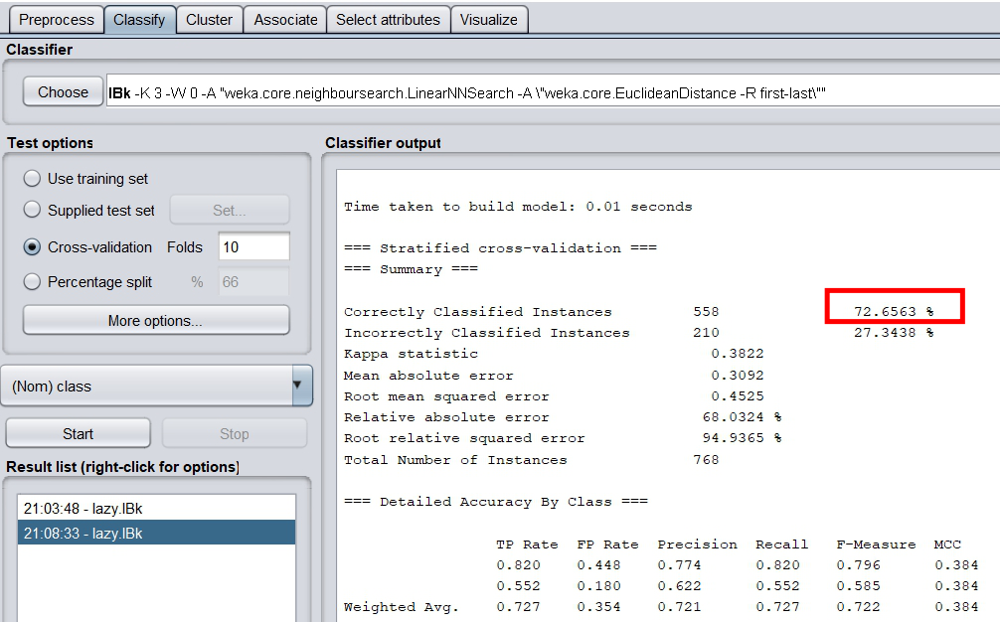 Preprocess Classify Cluster Associate Select attributes Visualize
Classifier
Choose IBk -K 3 -W 0 -A "weka.core.neighboursearch.LinearNNSearch -A \"weka.core.EuclideanDistance -R first-last\""
Test options
Use training set
Supplied test set Set...
Cross-validation Folds 10
Percentage split % 66
More options...
(Nom) class
Start Stop
Result list (right-click for options)
21:03:48 - lazy.IBk
21:08:33 - lazy.IBk
Classifier output
Time taken to build model: 0.01 seconds
=== Stratified cross-validation ===
=== Summary ===
Correctly Classified Instances 558 72.6563 %
Incorrectly Classified Instances 210 27.3438 %
Kappa statistic 0.3822
Mean absolute error 0.3092
Root mean squared error 0.4525
Relative absolute error 68.0324 %
Root relative squared error 94.9365 %
Total Number of Instances 768
=== Detailed Accuracy By Class ===
TP Rate FP Rate Precision Recall F-Measure MCC
0.820 0.448 0.774 0.820 0.796 0.384
0.552 0.180 0.622 0.552 0.585 0.384
Weighted Avg. 0.727 0.354 0.721 0.727 0.722 0.384